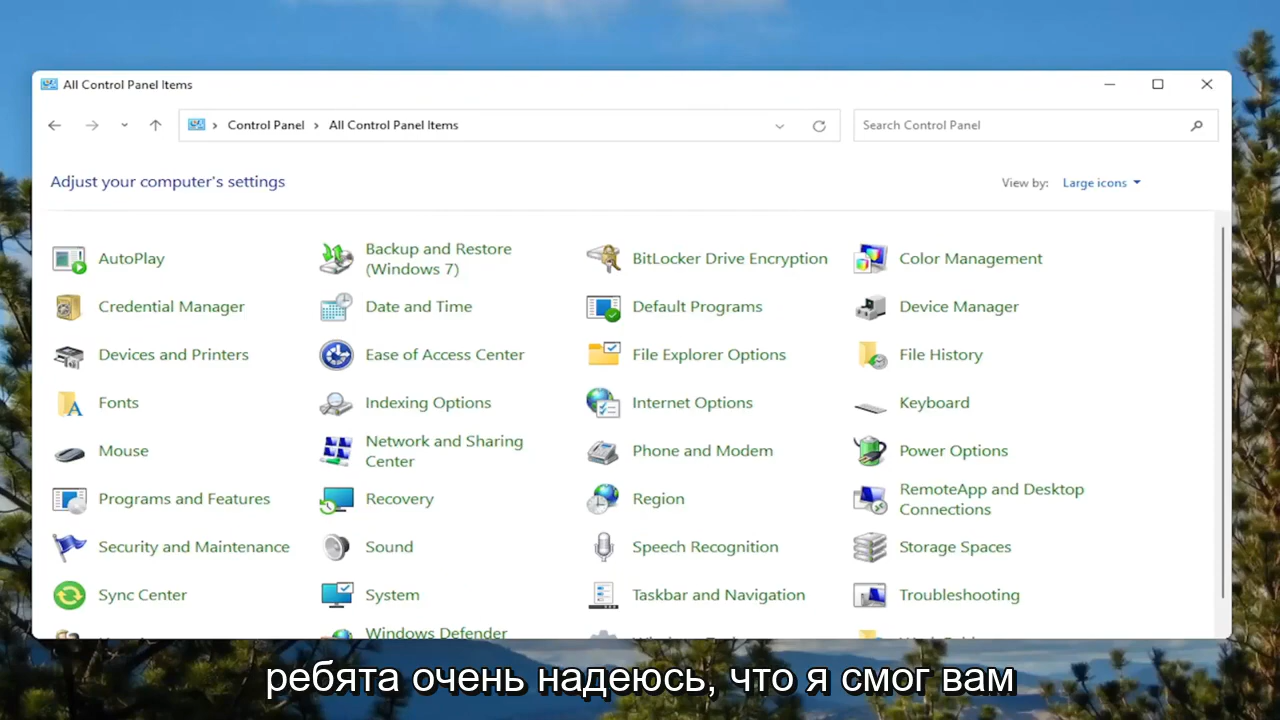 All Control Panel Items
Control Panel › All Control Panel Items
Search Control Panel
Adjust your computer's settings
View by: Large icons
AutoPlay
Backup and Restore
(Windows 7)
BitLocker Drive Encryption
Color Management
Credential Manager
Date and Time
Default Programs
Device Manager
Devices and Printers
Ease of Access Center
File Explorer Options
File History
Fonts
Indexing Options
Internet Options
Keyboard
Mouse
Network and Sharing
Center
Phone and Modem
Power Options
Programs and Features
Recovery
Region
RemoteApp and Desktop
Connections
Security and Maintenance
Sound
Speech Recognition
Storage Spaces
Sync Center
System
Taskbar and Navigation
Troubleshooting
Windows Defender
ребята очень надеюсь, что я смог вам